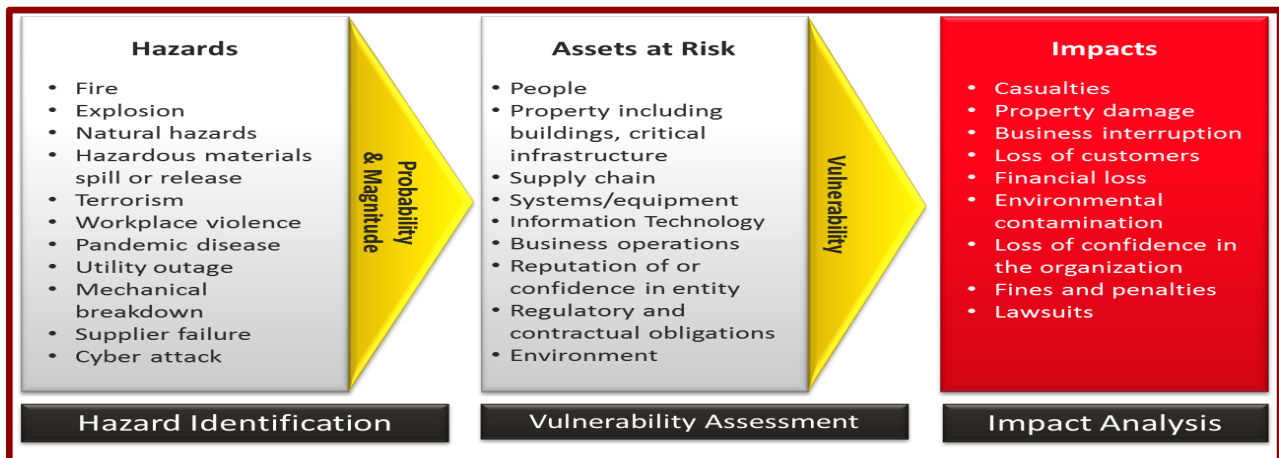 Hazards
• Fire
• Explosion
• Natural hazards
• Hazardous materials
spill or release
• Terrorism
• Workplace violence
• Pandemic disease
• Utility outage
• Mechanical
breakdown
• Supplier failure
• Cyber attack
Probability
& Magnitude
Assets at Risk
• People
• Property including
buildings, critical
infrastructure
• Supply chain
• Systems/equipment
• Information Technology
• Business operations
• Reputation of or
confidence in entity
• Regulatory and
contractual obligations
• Environment
Vulnerability
Impacts
• Casualties
• Property damage
• Business interruption
• Loss of customers
• Financial loss
• Environmental
contamination
• Loss of confidence in
the organization
• Fines and penalties
• Lawsuits
Hazard Identification
Vulnerability Assessment
Impact Analysis